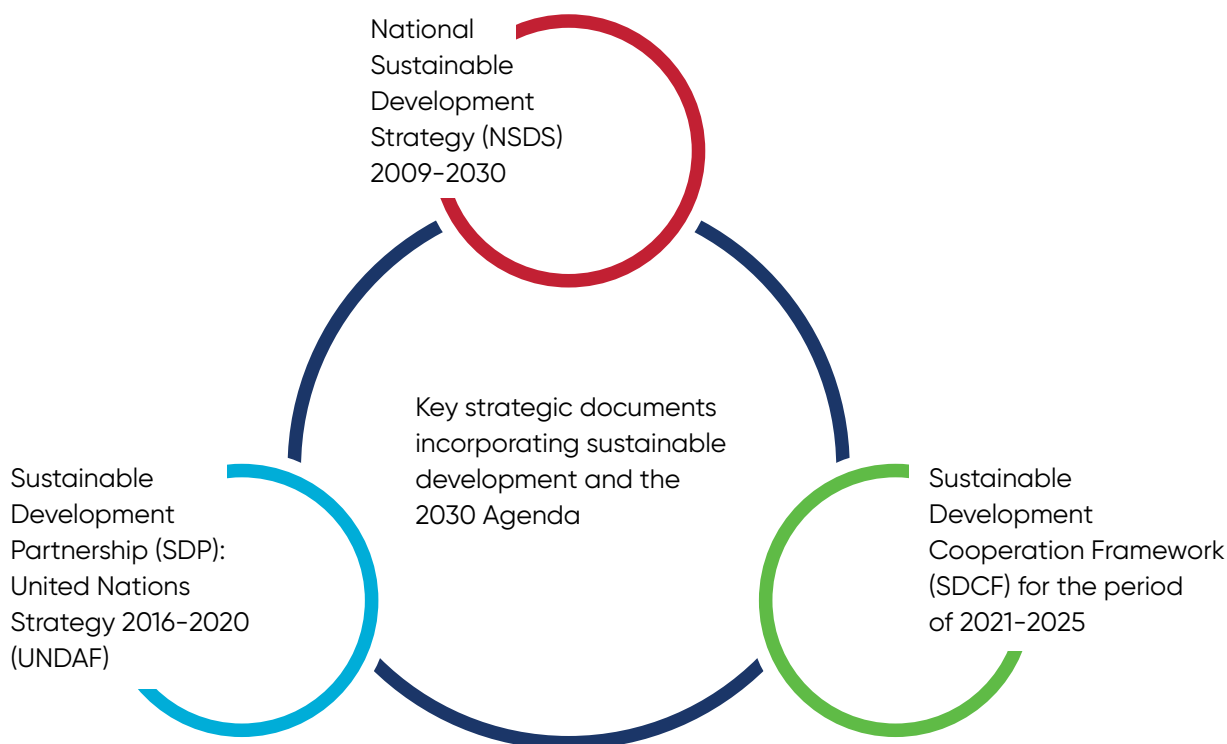 National
Sustainable
Development
Strategy (NSDS)
2009-2030
Key strategic documents
incorporating sustainable
development and the
2030 Agenda
Sustainable
Development
Partnership (SDP):
United Nations
Strategy 2016-2020
(UNDAF)
Sustainable
Development
Cooperation Framework
(SDCF) for the period
of 2021-2025